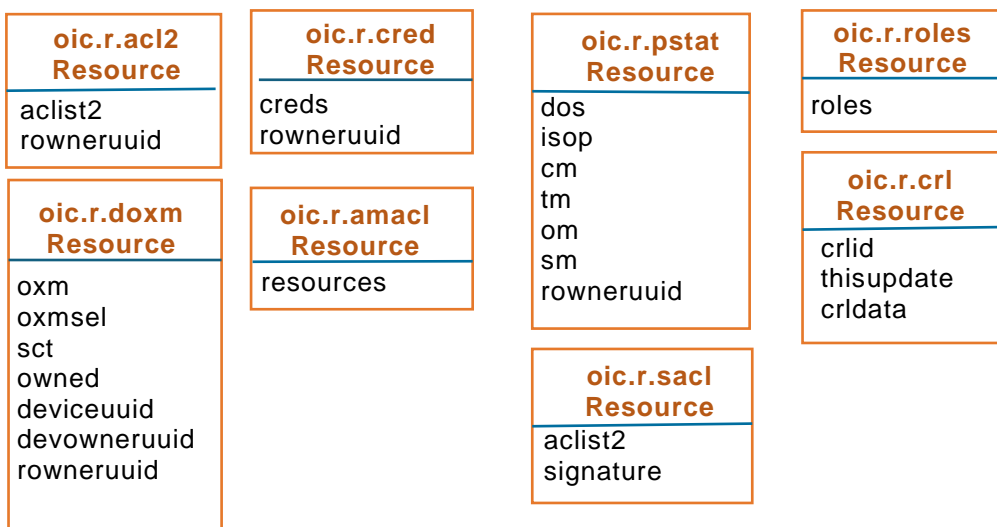 oic.r.acl2
Resource
aclist2
rowneruuid
oic.r.cred
Resource
creds
rowneruuid
oic.r.pstat
Resource
dos
isop
cm
tm
om
sm
rowneruuid
oic.r.roles
Resource
roles
oic.r.doxm
Resource
oxm
oxmsel
sct
owned
deviceuuid
devowneruuid
rowneruuid
oic.r.amacl
Resource
resources
oic.r.crl
Resource
crlid
thisupdate
crldata
oic.r.sacl
Resource
aclist2
signature